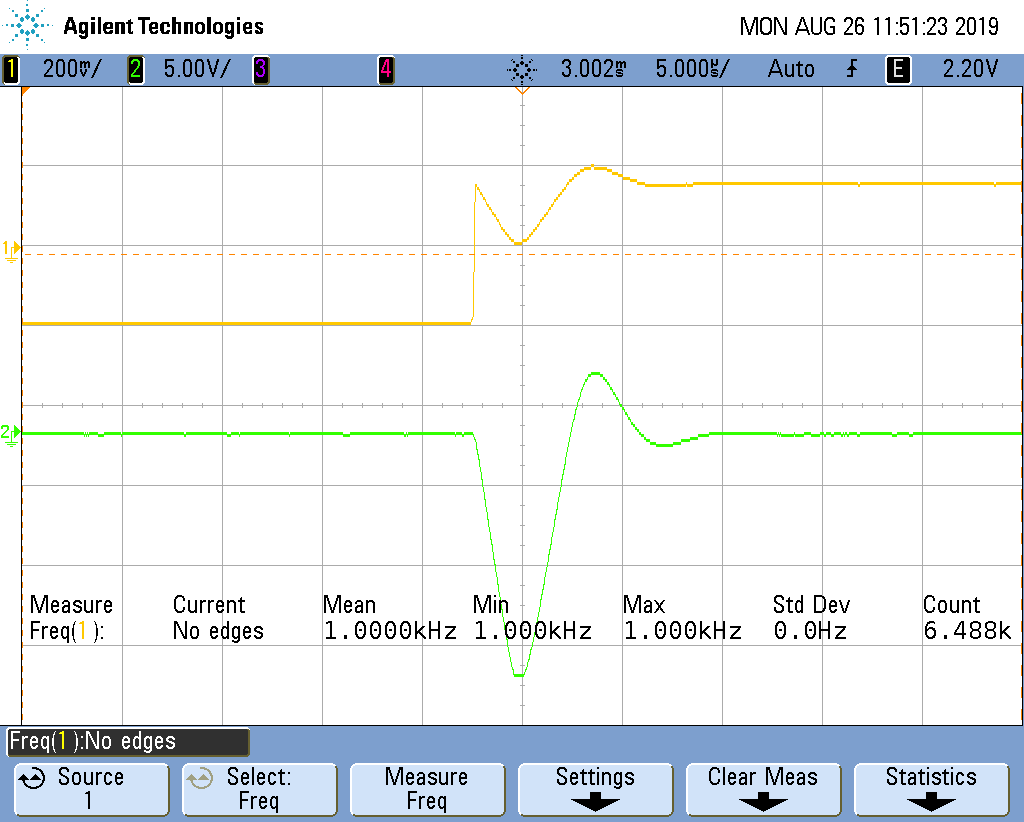 Agilent Technologies MON AUG 26 11:51:23 2019
1 200mV/ 2 5.00V/ 3 4 3.002ms 5.000us/ Auto E 2.20V
1
2
Measure Current Mean Min Max Std Dev Count
Freq(1): No edges 1.0000kHz 1.000kHz 1.000kHz 0.0Hz 6.488k
Freq(1):No edges
Source Select: Measure Settings Clear Meas Statistics
1 Freq Freq